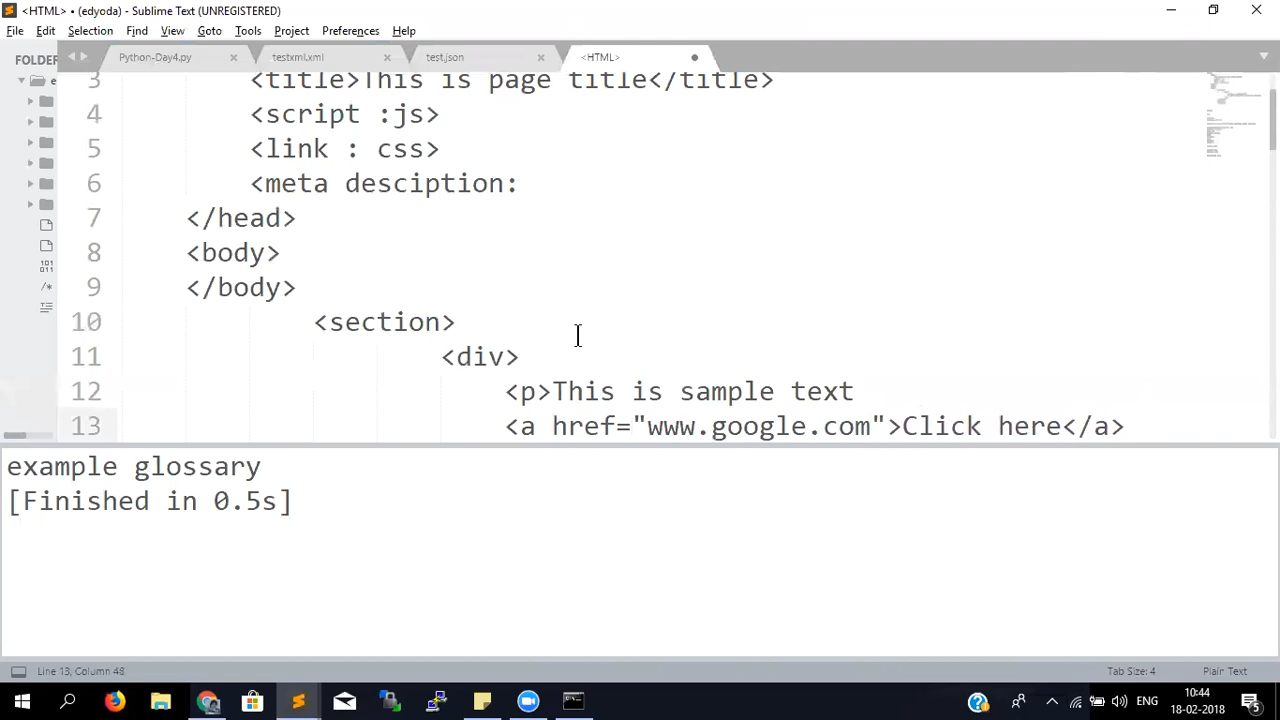 <HTML> • (edyoda) - Sublime Text (UNREGISTERED)
File Edit Selection Find View Goto Tools Project Preferences Help
FOLDER
Python-Day4.py
testxml.xml
test.json
<HTML>
3 <title>This is page title</title>
4 <script :js>
5 <link : css>
6 <meta desciption:
7 </head>
8 <body>
9 </body>
10 <section>
11 <div>
12 <p>This is sample text
13 <a href="www.google.com">Click here</a>
example glossary
[Finished in 0.5s]
Line 13, Column 48
Tab Size: 4
Plain Text
ENG
10:44
18-02-2018
5